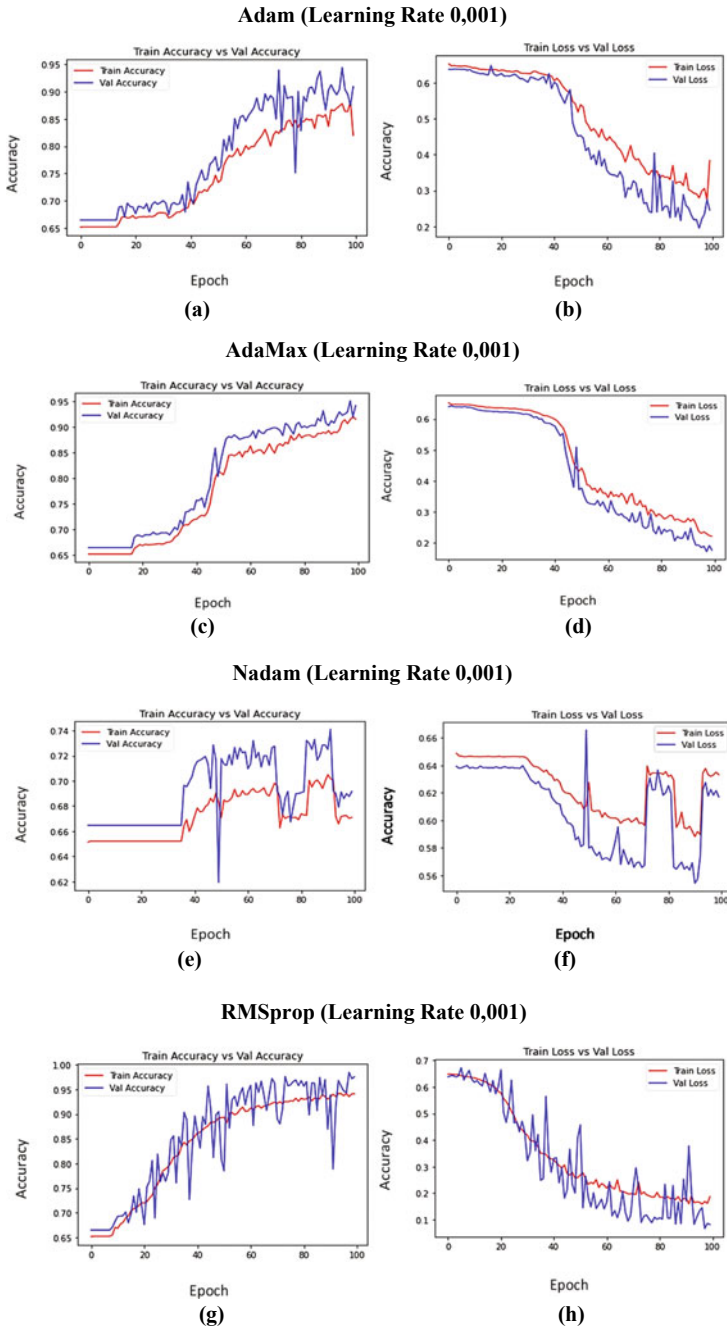 Adam (Learning Rate 0,001)
Train Accuracy vs Val Accuracy
Train Accuracy
Val Accuracy
0.95
0.90
0.85
0.80
0.75
0.70
0.65
0 20 40 60 80 100
Accuracy
Epoch
(a)
Train Loss vs Val Loss
Train Loss
Val Loss
0.6
0.5
0.4
0.3
0.2
0 20 40 60 80 100
Accuracy
Epoch
(b)
AdaMax (Learning Rate 0,001)
Train Accuracy vs Val Accuracy
Train Accuracy
Val Accuracy
0.95
0.90
0.85
0.80
0.75
0.70
0.65
0 20 40 60 80 100
Accuracy
Epoch
(c)
Train Loss vs Val Loss
Train Loss
Val Loss
0.6
0.5
0.4
0.3
0.2
0 20 40 60 80 100
Accuracy
Epoch
(d)
Nadam (Learning Rate 0,001)
Train Accuracy vs Val Accuracy
Train Accuracy
Val Accuracy
0.74
0.72
0.70
0.68
0.66
0.64
0.62
0 20 40 60 80 100
Accuracy
Epoch
(e)
Train Loss vs Val Loss
Train Loss
Val Loss
0.66
0.64
0.62
0.60
0.58
0.56
0 20 40 60 80 100
Accuracy
Epoch
(f)
RMSprop (Learning Rate 0,001)
Train Accuracy vs Val Accuracy
Train Accuracy
Val Accuracy
1.00
0.95
0.90
0.85
0.80
0.75
0.70
0.65
0 20 40 60 80 100
Accuracy
Epoch
(g)
Train Loss vs Val Loss
Train Loss
Val Loss
0.7
0.6
0.5
0.4
0.3
0.2
0.1
0 20 40 60 80 100
Accuracy
Epoch
(h)